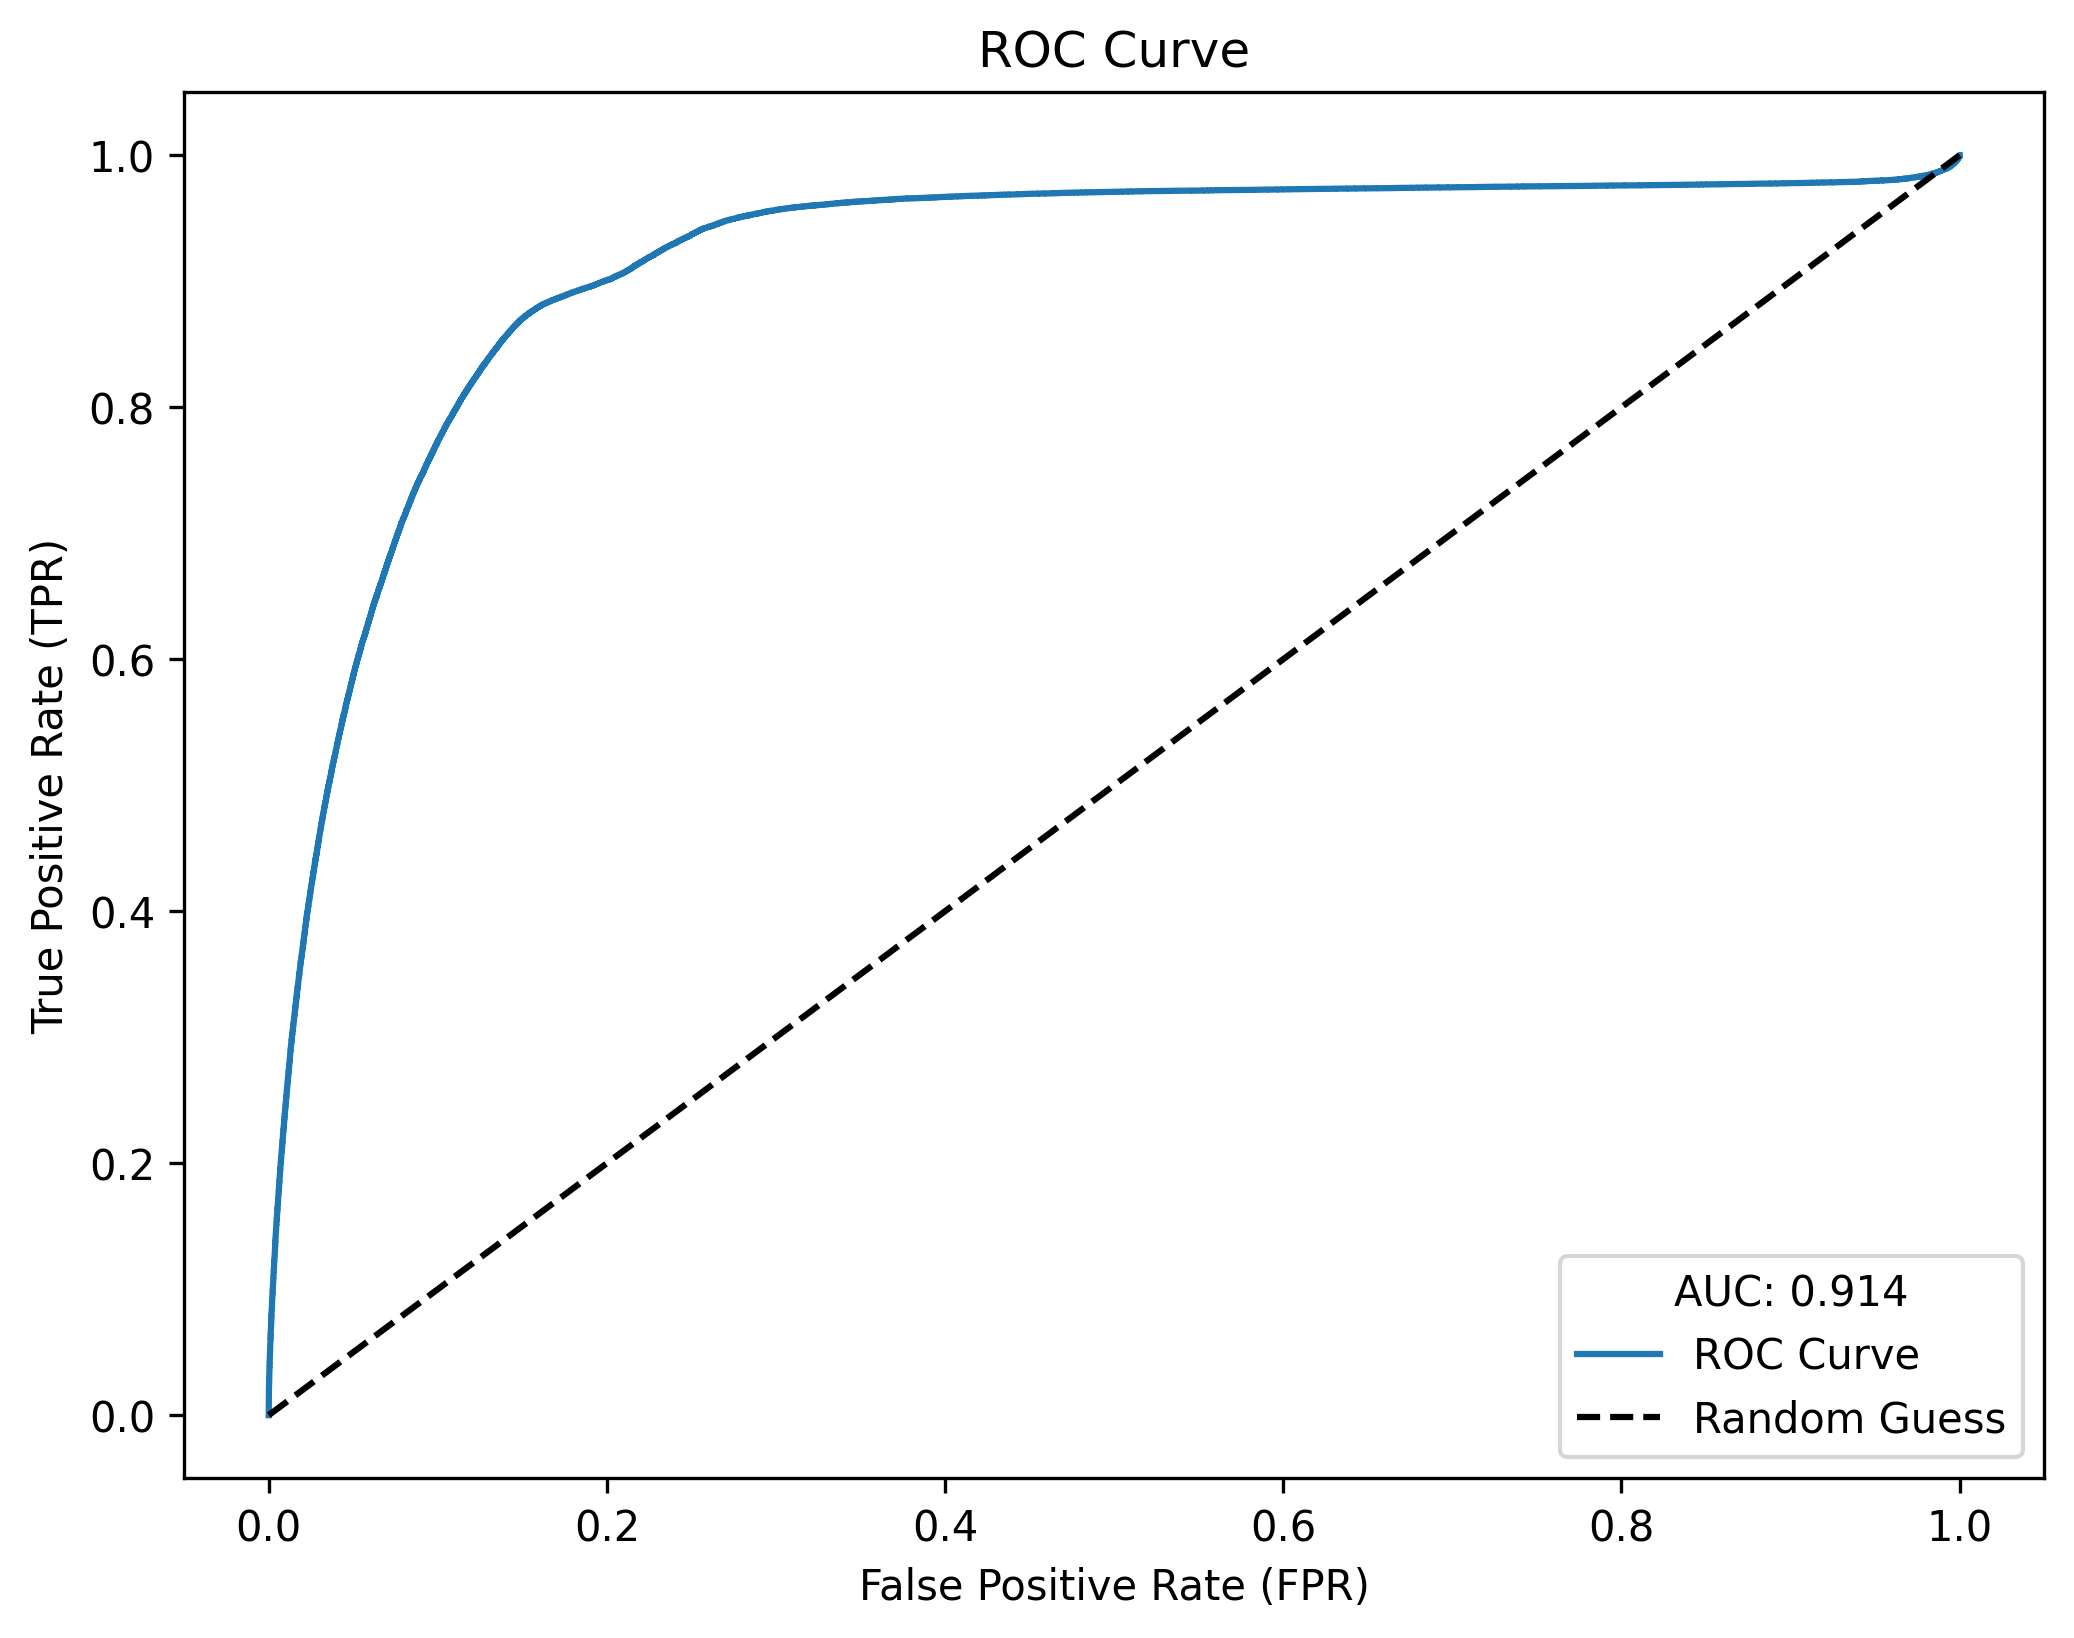 ROC Curve
1.0
0.8
0.6
0.4
0.2
0.0
True Positive Rate (TPR)
0.0 0.2 0.4 0.6 0.8 1.0
False Positive Rate (FPR)
AUC: 0.914
ROC Curve
Random Guess